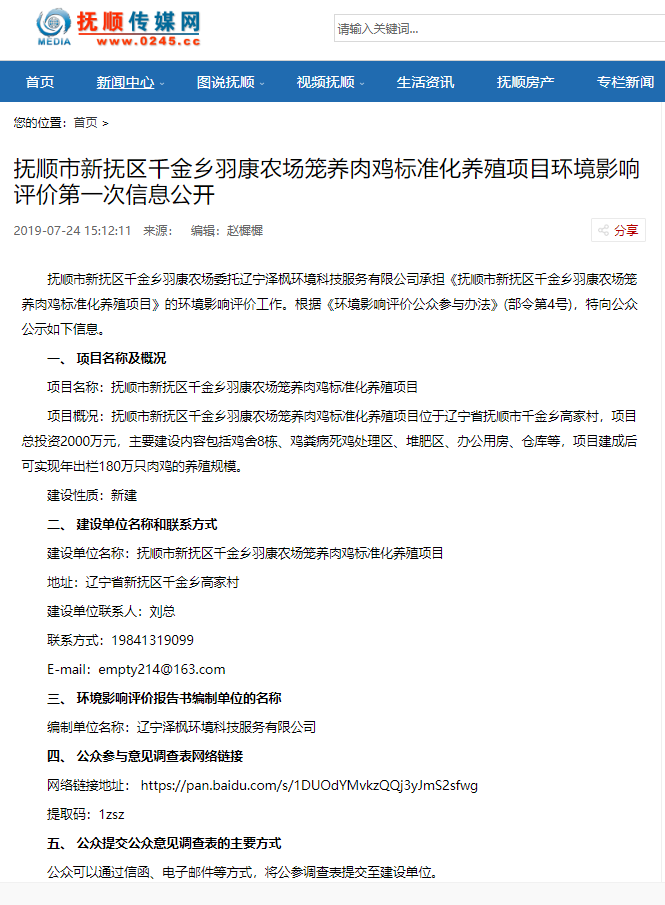 抚顺传媒网
MEDIA
www.0245.cc
请输入关键词...
首页 新闻中心 图说抚顺 视频抚顺 生活资讯 抚顺房产 专栏新闻
您的位置：首页 >
抚顺市新抚区千金乡羽康农场笼养肉鸡标准化养殖项目环境影响
评价第一次信息公开
2019-07-24 15:12:11 来源： 编辑：赵樨樨
分享
抚顺市新抚区千金乡羽康农场委托辽宁泽枫环境科技服务有限公司承担《抚顺市新抚区千金乡羽康农场笼
养肉鸡标准化养殖项目》的环境影响评价工作。根据《环境影响评价公众参与办法》(部令第4号)，特向公众
公示如下信息。
一、 项目名称及概况
项目名称：抚顺市新抚区千金乡羽康农场笼养肉鸡标准化养殖项目
项目概况：抚顺市新抚区千金乡羽康农场笼养肉鸡标准化养殖项目位于辽宁省抚顺市千金乡高家村，项目
总投资2000万元，主要建设内容包括鸡舍8栋、鸡粪病死鸡处理区、堆肥区、办公用房、仓库等，项目建成后
可实现年出栏180万只肉鸡的养殖规模。
建设性质：新建
二、 建设单位名称和联系方式
建设单位名称：抚顺市新抚区千金乡羽康农场笼养肉鸡标准化养殖项目
地址：辽宁省新抚区千金乡高家村
建设单位联系人：刘总
联系方式：19841319099
E-mail：empty214@163.com
三、 环境影响评价报告书编制单位的名称
编制单位名称：辽宁泽枫环境科技服务有限公司
四、 公众参与意见调查表网络链接
网络链接地址： https://pan.baidu.com/s/1DUOdYMvkzQQj3yJmS2sfwg
提取码：1zsz
五、 公众提交公众意见调查表的主要方式
公众可以通过信函、电子邮件等方式，将公参调查表提交至建设单位。